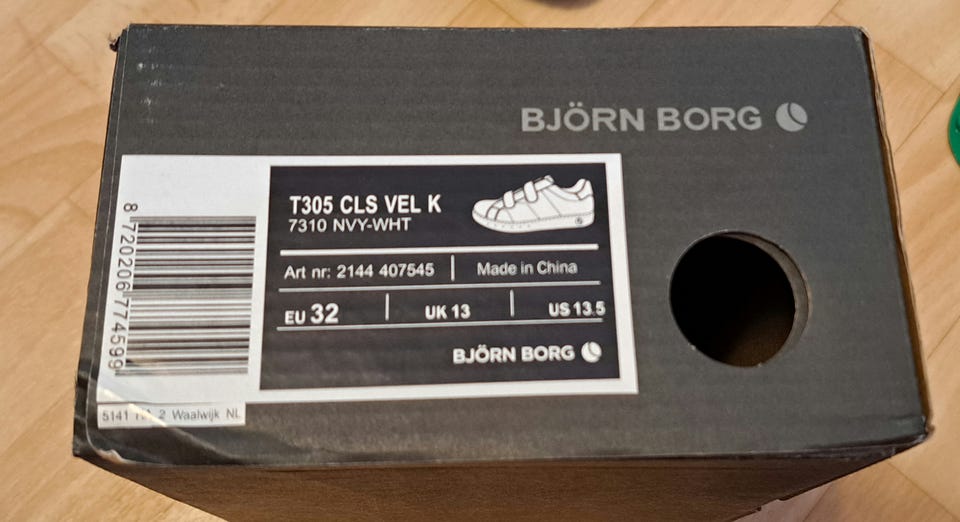 BJÖRN BORG
T305 CLS VEL K
7310 NVY-WHT
Art nr: 2144 407545 Made in China
EU 32 UK 13 US 13.5
BJÖRN BORG
8 720206 774599
5141 2 Waalwijk NL